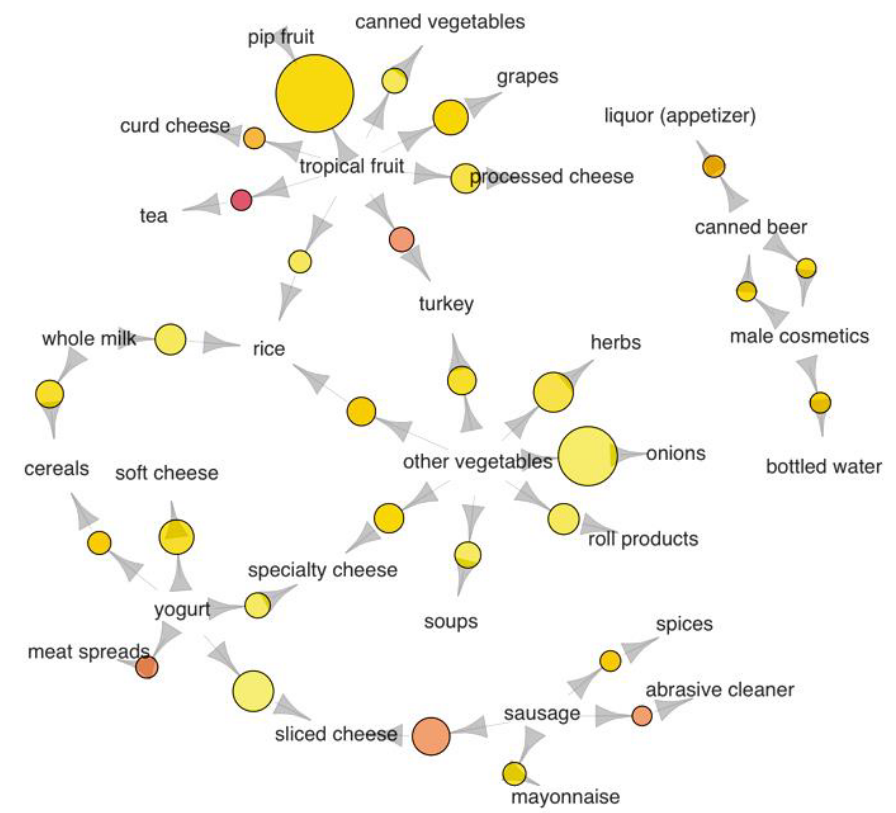 canned vegetables
pip fruit
grapes
liquor (appetizer)
curd cheese
tropical fruit
processed cheese
tea
canned beer
turkey
whole milk
rice
male cosmetics
herbs
cereals
soft cheese
other vegetables
onions
bottled water
roll products
specialty cheese
yogurt
soups
meat spreads
spices
abrasive cleaner
sliced cheese
sausage
mayonnaise